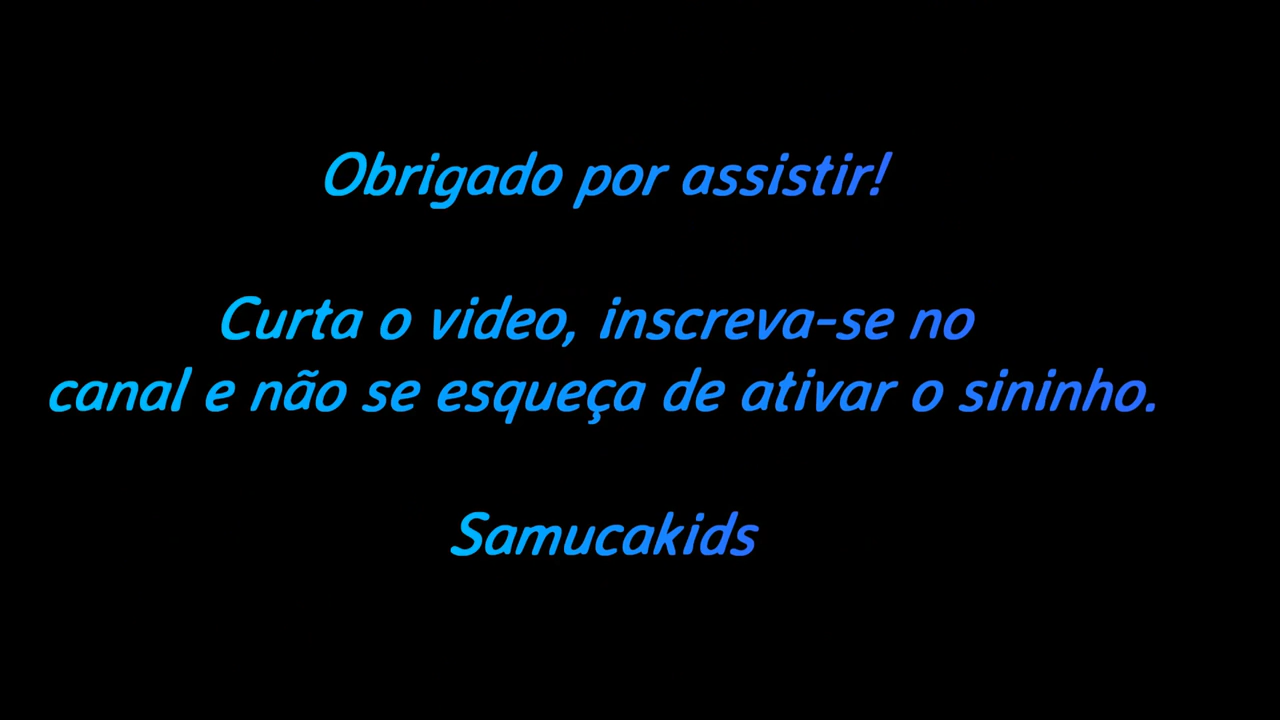 Obrigado por assistir!
Curta o video, inscreva-se no
canal e não se esqueça de ativar o sininho.
Samucakids